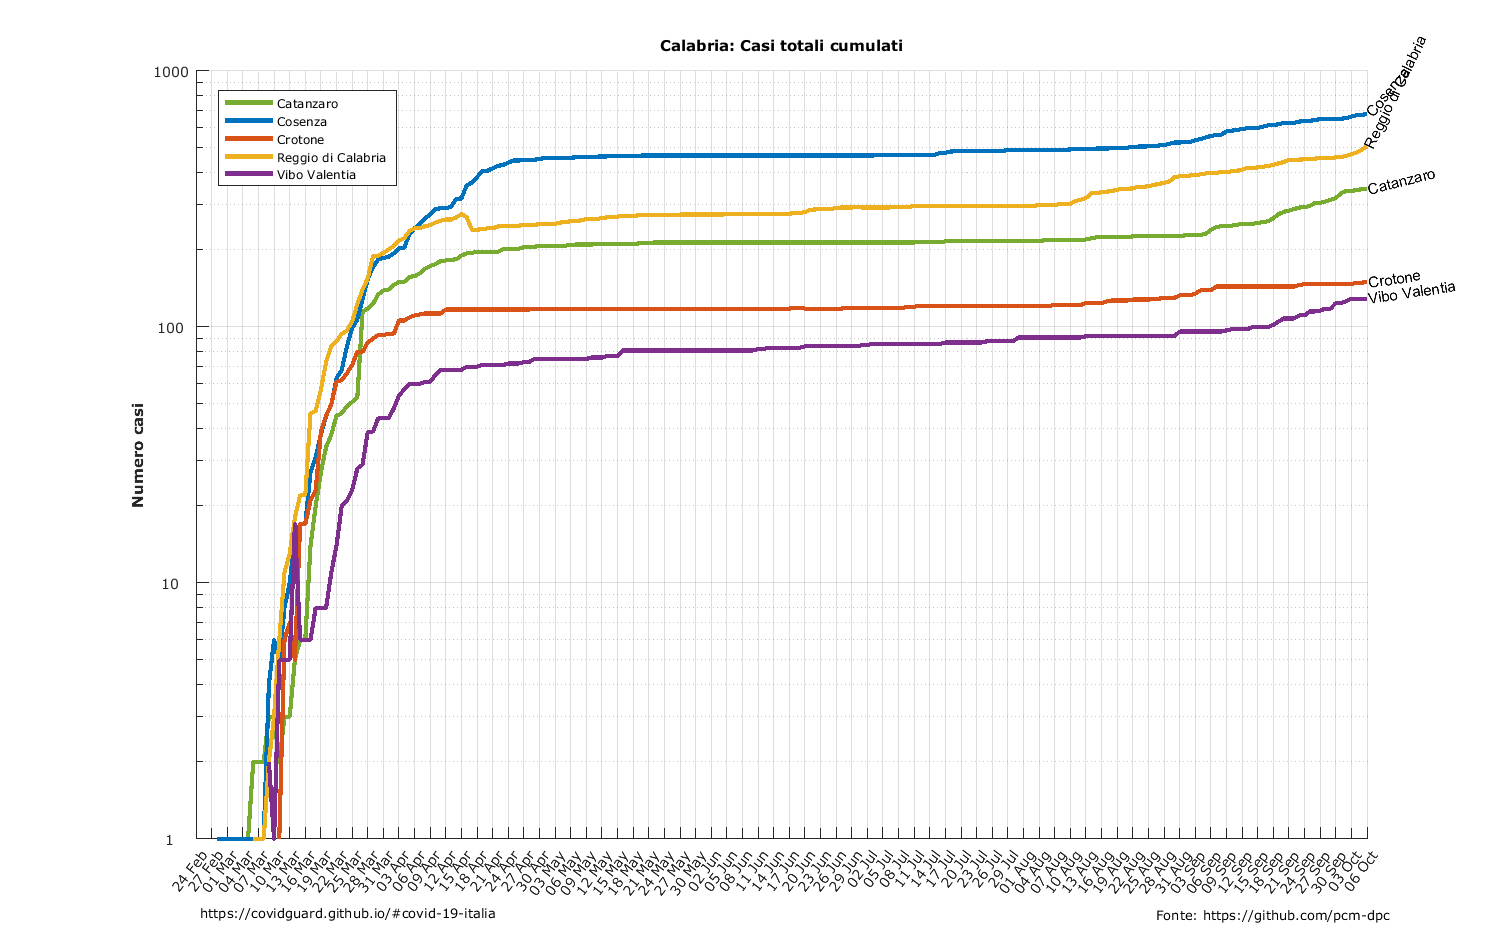 Calabria: Casi totali cumulati
1000
100
10
1
Numero casi
Catanzaro
Cosenza
Crotone
Reggio di Calabria
Vibo Valentia
Cosenza
Reggio di Calabria
Catanzaro
Crotone
Vibo Valentia
24 Feb
27 Feb
01 Mar
04 Mar
07 Mar
10 Mar
13 Mar
16 Mar
19 Mar
22 Mar
25 Mar
28 Mar
31 Mar
03 Apr
06 Apr
09 Apr
12 Apr
15 Apr
18 Apr
21 Apr
24 Apr
27 Apr
30 Apr
03 May
06 May
09 May
12 May
15 May
18 May
21 May
24 May
27 May
30 May
02 Jun
05 Jun
08 Jun
11 Jun
14 Jun
17 Jun
20 Jun
23 Jun
26 Jun
29 Jun
02 Jul
05 Jul
08 Jul
11 Jul
14 Jul
17 Jul
20 Jul
23 Jul
26 Jul
29 Jul
01 Aug
04 Aug
07 Aug
10 Aug
13 Aug
16 Aug
19 Aug
22 Aug
25 Aug
28 Aug
31 Aug
03 Sep
06 Sep
09 Sep
12 Sep
15 Sep
18 Sep
21 Sep
24 Sep
27 Sep
30 Sep
03 Oct
06 Oct
https://covidguard.github.io/#covid-19-italia
Fonte: https://github.com/pcm-dpc